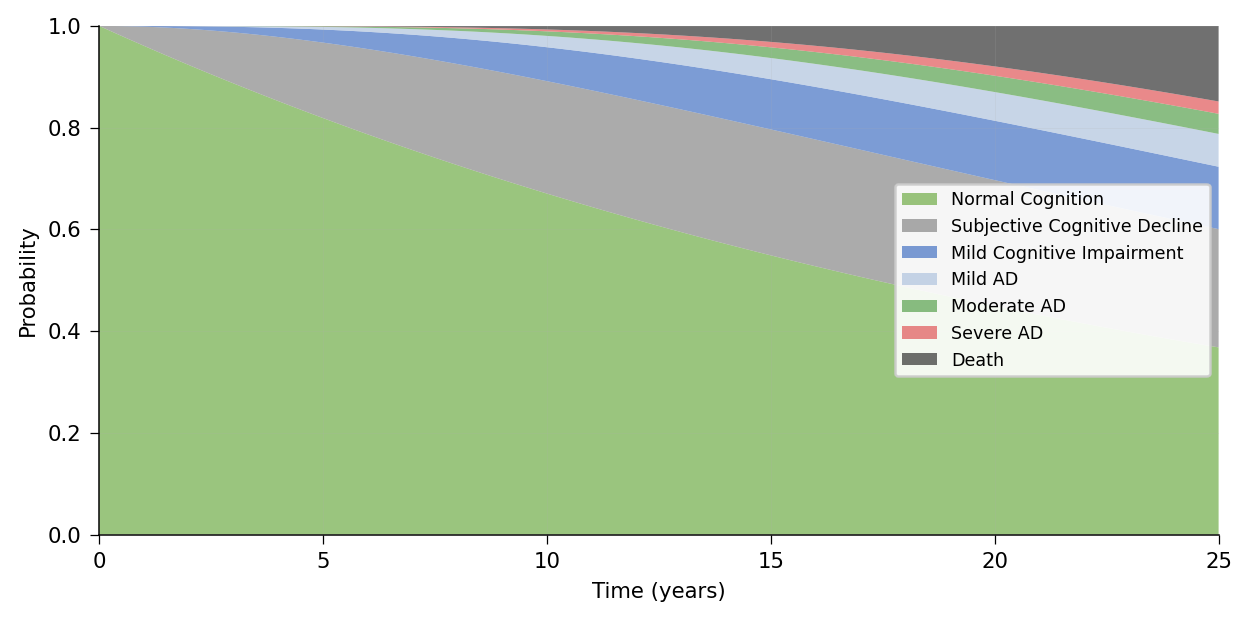 1.0
0.8
0.6
0.4
0.2
0.0
Probability
Normal Cognition
Subjective Cognitive Decline
Mild Cognitive Impairment
Mild AD
Moderate AD
Severe AD
Death
0 5 10 15 20 25
Time (years)